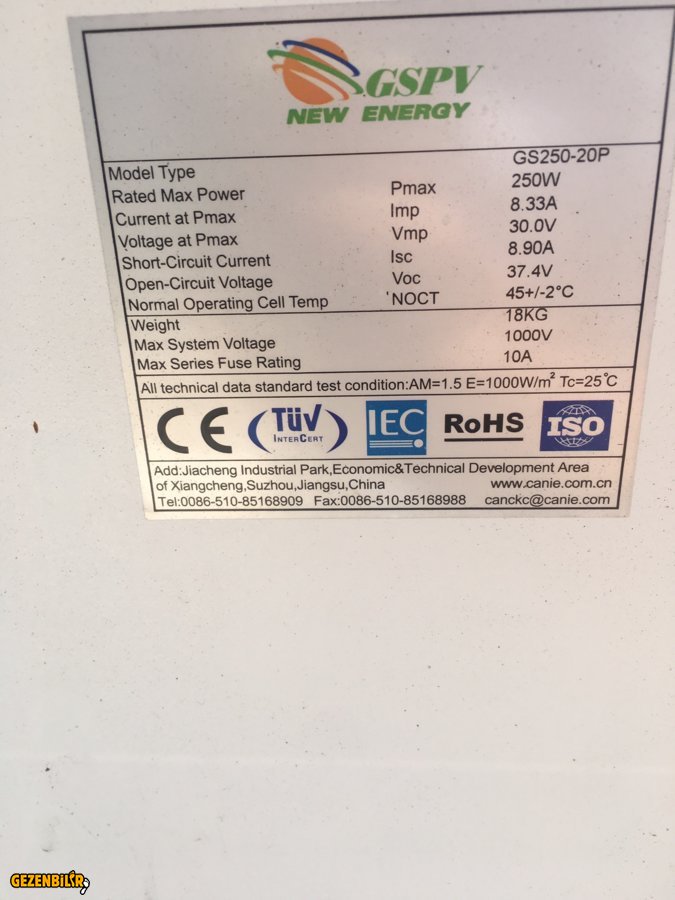 GSPV
NEW ENERGY
Model Type GS250-20P
Rated Max Power Pmax 250W
Current at Pmax Imp 8.33A
Voltage at Pmax Vmp 30.0V
Short-Circuit Current Isc 8.90A
Open-Circuit Voltage Voc 37.4V
Normal Operating Cell Temp 'NOCT 45+/-2°C
Weight 18KG
Max System Voltage 1000V
Max Series Fuse Rating 10A
All technical data standard test condition:AM=1.5 E=1000W/m² Tc=25℃
CE TÜV INTERCERT IEC RoHS ISO
Add:Jiacheng Industrial Park,Economic&Technical Development Area
of Xiangcheng,Suzhou,Jiangsu,China www.canie.com.cn
Tel:0086-510-85168909 Fax:0086-510-85168988 canckc@canie.com
GEZENBİLİR